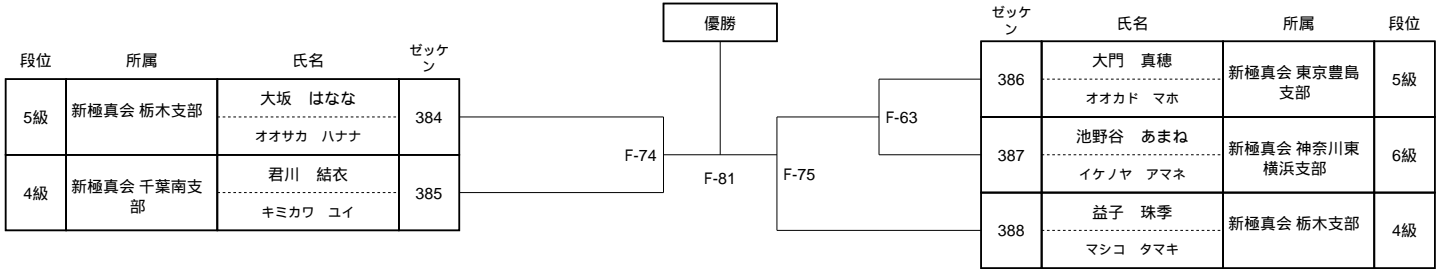 優勝
段位 所属 氏名 ゼッケ
ン
5級 新極真会 栃木支部 大坂　はなな 384
オオサカ　ハナナ
4級 新極真会 千葉南支
部 君川　結衣 385
キミカワ　ユイ
F-74
F-81
F-75
F-63
ゼッケ
ン 氏名 所属 段位
386 大門　真穂 新極真会 東京豊島
支部 5級
オオカド　マホ
387 池野谷　あまね 新極真会 神奈川東
横浜支部 6級
イケノヤ　アマネ
388 益子　珠季 新極真会 栃木支部 4級
マシコ　タマキ